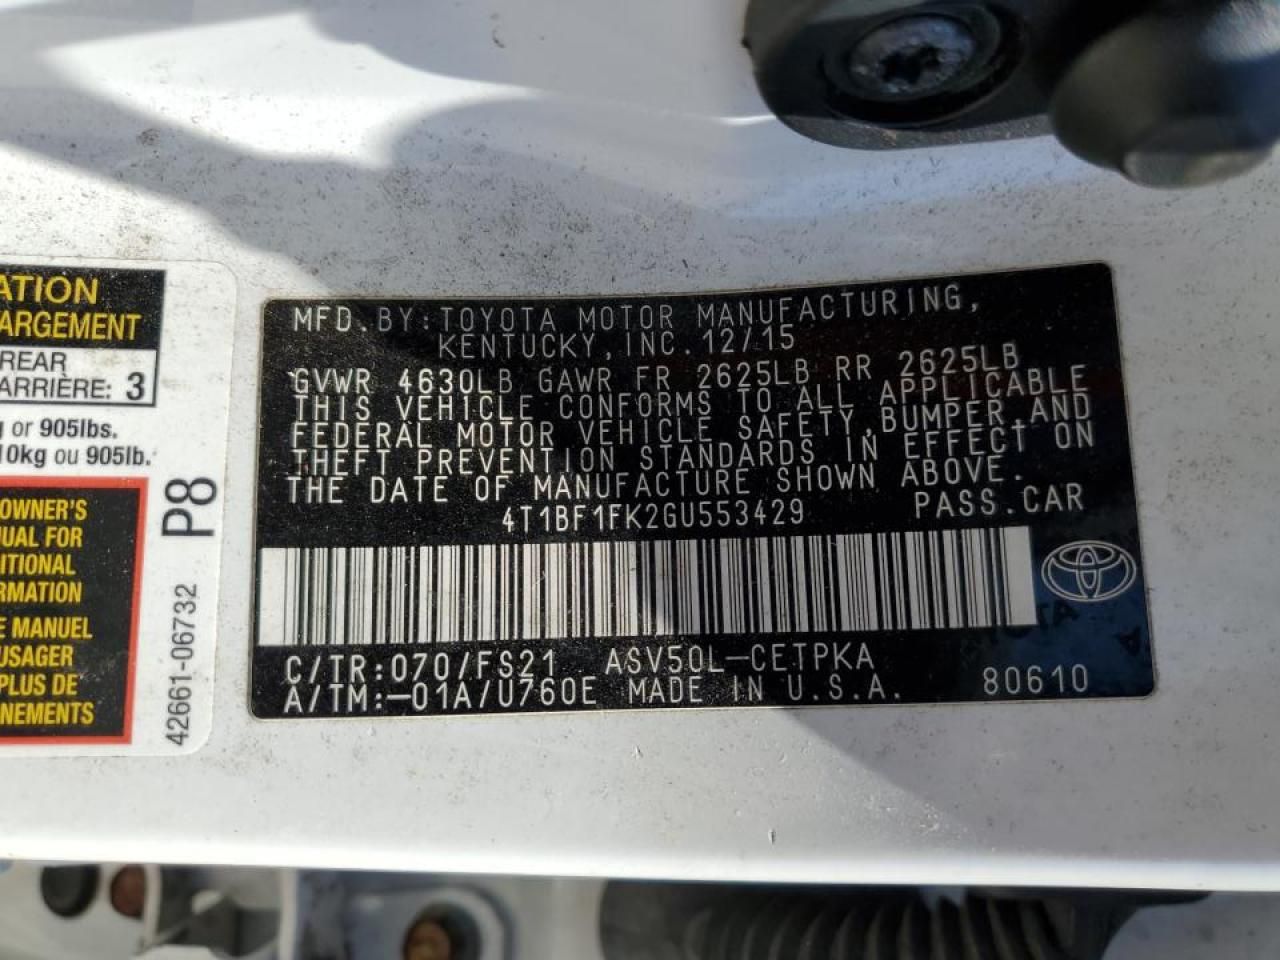 ATION
ARGEMENT
REAR
ARRIÈRE: 3
or 905lbs.
10kg ou 905lb.
OWNER'S
UAL FOR
ITIONAL
RMATION
E MANUEL
USAGER
PLUS DE
NEMENTS
P8
42661-06732
MFD.BY:TOYOTA MOTOR MANUFACTURING,
KENTUCKY,INC.12/15
GVWR 4630LB GAWR FR 2625LB RR 2625LB
THIS VEHICLE CONFORMS TO ALL APPLICABLE
FEDERAL MOTOR VEHICLE SAFETY,BUMPER,AND
THEFT PREVENTION STANDARDS IN EFFECT ON
THE DATE OF MANUFACTURE SHOWN ABOVE.
4T1BF1FK2GU553429 PASS.CAR
C/TR:070/FS21 ASV50L-CETPKA
A/TM:-01A/U760E MADE IN U.S.A. 80610